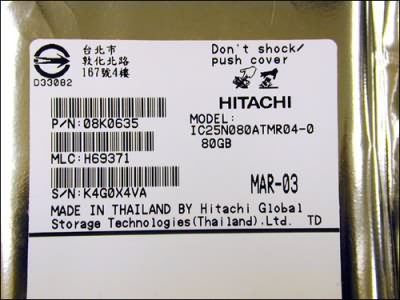 台北市
敦化北路
167號4樓
D33082
Don't shock/
push cover
HITACHI
P/N:08K0635
MODEL:
IC25N080ATMR04-0
80GB
MLC:H69371
S/N:K4G0X4VA
MAR-03
MADE IN THAILAND BY Hitachi Global
Storage Technologies(Thailand).Ltd. TD